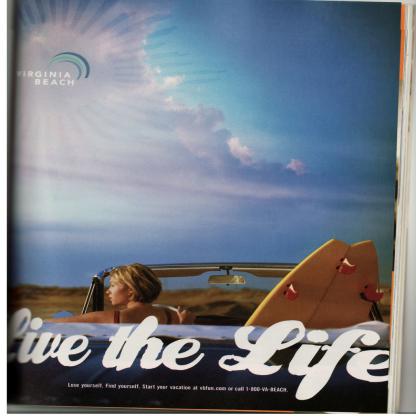 VIRGINIA
BEACH
Live the Life
Lose yourself. Find yourself. Start your vacation at vbfun.com or call 1-800-VA-BEACH.